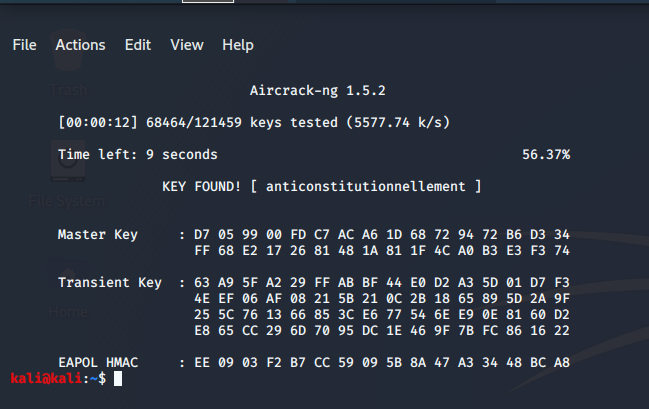 File Actions Edit View Help
Trash
Aircrack-ng 1.5.2
[00:00:12] 68464/121459 keys tested (5577.74 k/s)
Time left: 9 seconds 56.37%
KEY FOUND! [ anticonstitutionnellement ]
File System
Master Key : D7 05 99 00 FD C7 AC A6 1D 68 72 94 72 B6 D3 34
FF 68 E2 17 26 81 48 1A 81 1F 4C A0 B3 E3 F3 74
Transient Key : 63 A9 5F A2 29 FF AB BF 44 E0 D2 A3 5D 01 D7 F3
4E EF 06 AF 08 21 5B 21 0C 2B 18 65 89 5D 2A 9F
25 5C 76 13 66 85 3C E6 77 54 6E E9 0E 81 60 D2
Home
E8 65 CC 29 6D 70 95 DC 1E 46 9F 7B FC 86 16 22
EAPOL HMAC : EE 09 03 F2 B7 CC 59 09 5B 8A 47 A3 34 48 BC A8
kali@kali:~$